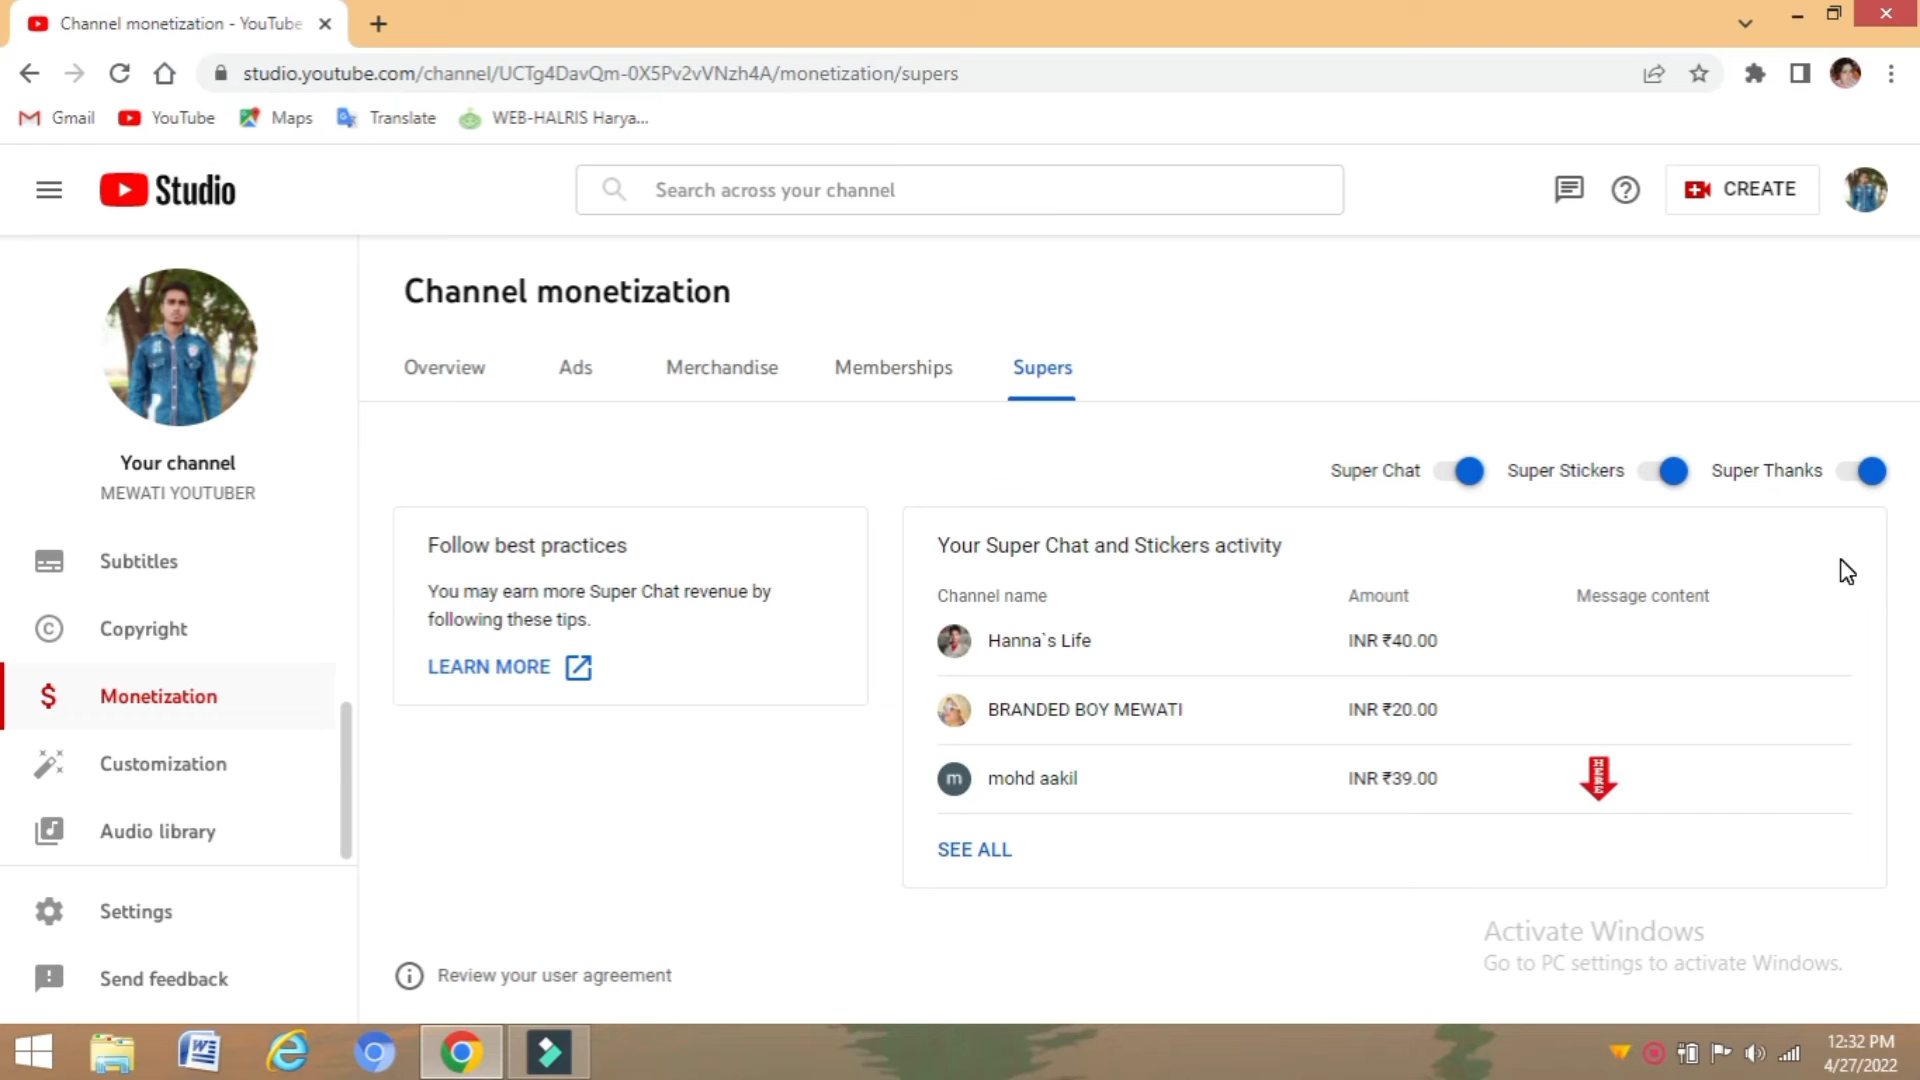 Channel monetization - YouTube
studio.youtube.com/channel/UCTg4DavQm-0X5Pv2vVNzh4A/monetization/supers
Gmail YouTube Maps Translate WEB-HALRIS Harya...
Studio
Search across your channel
CREATE
Your channel
MEWATI YOUTUBER
Subtitles
Copyright
Monetization
Customization
Audio library
Settings
Send feedback
Channel monetization
Overview Ads Merchandise Memberships Supers
Super Chat Super Stickers Super Thanks
Follow best practices
You may earn more Super Chat revenue by
following these tips.
LEARN MORE
Your Super Chat and Stickers activity
Channel name Amount Message content
Hanna`s Life INR ₹40.00
BRANDED BOY MEWATI INR ₹20.00
m mohd aakil INR ₹39.00 HERE
SEE ALL
Review your user agreement
Activate Windows
Go to PC settings to activate Windows.
12:32 PM
4/27/2022